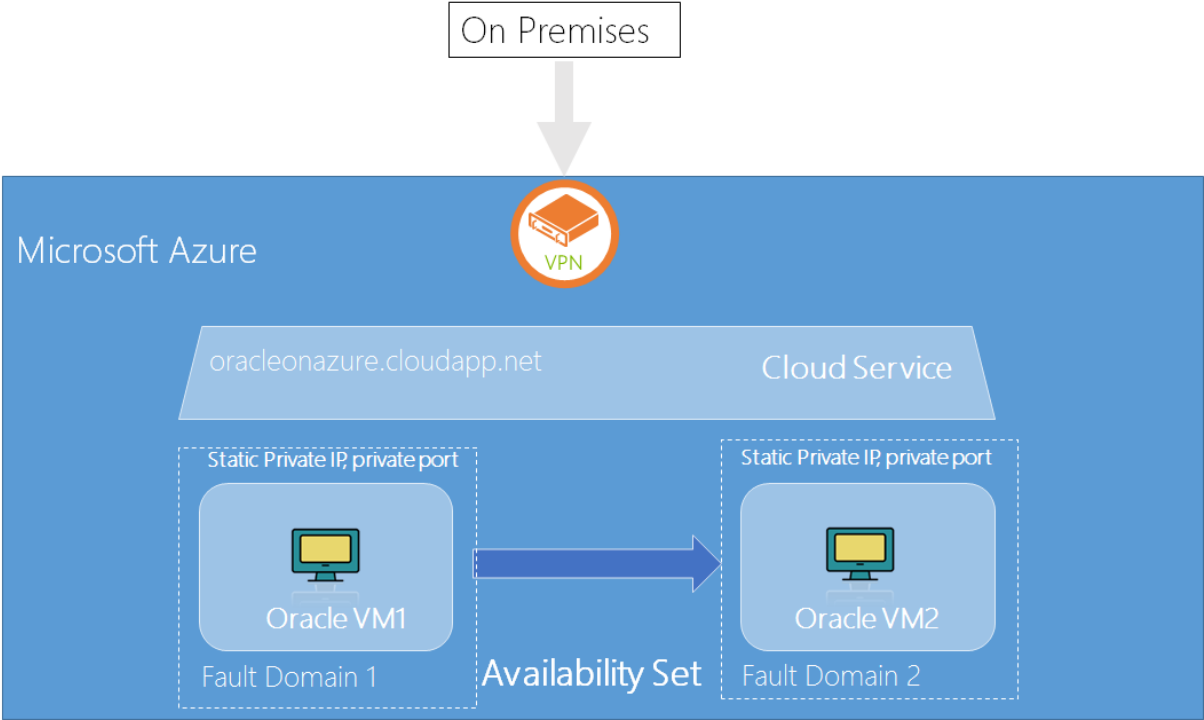 On Premises
VPN
Microsoft Azure
oracleonazure.cloudapp.net
Cloud Service
Static Private IP, private port
Static Private IP, private port
Oracle VM1
Oracle VM2
Fault Domain 1
Availability Set
Fault Domain 2